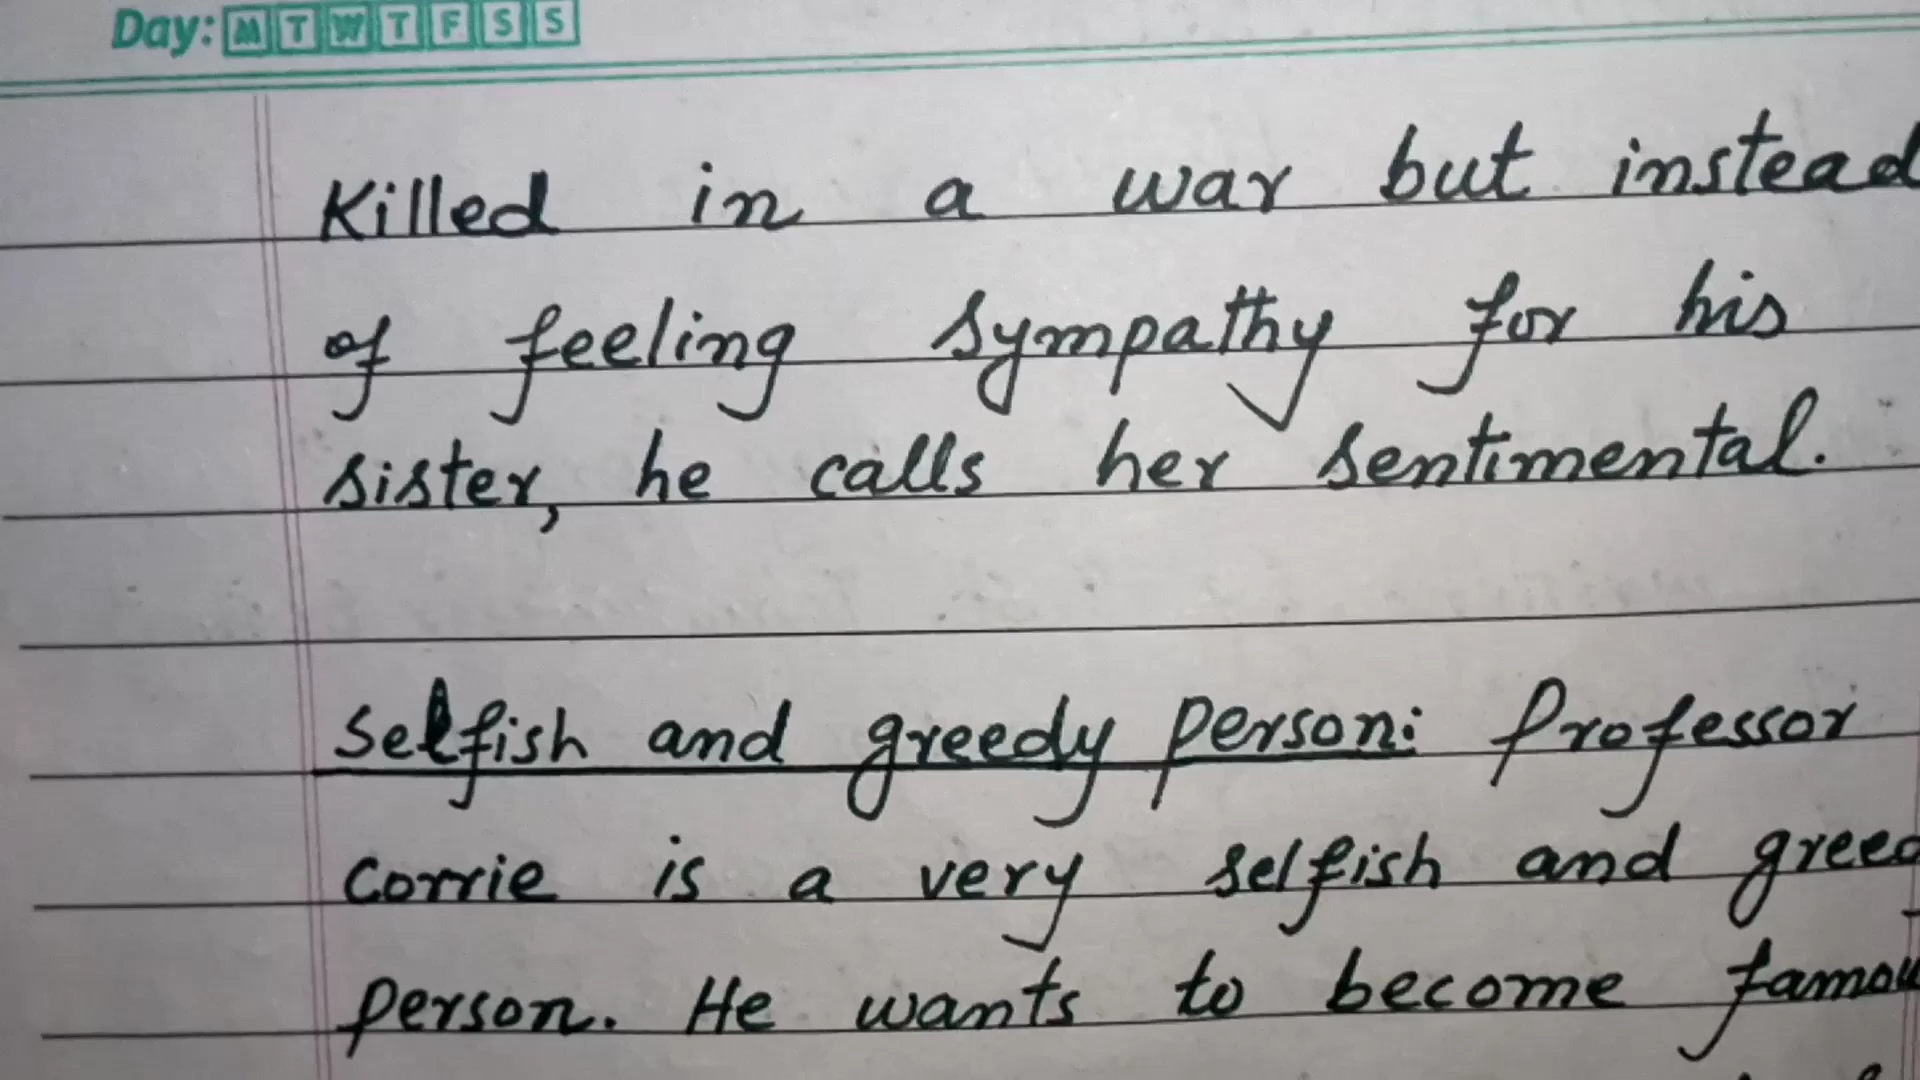 Day: M T W T F S S
Killed in a war but instead
of feeling sympathy for his
sister, he calls her sentimental.
Selfish and greedy person: Professor
Corrie is a very selfish and
person. He wants to become